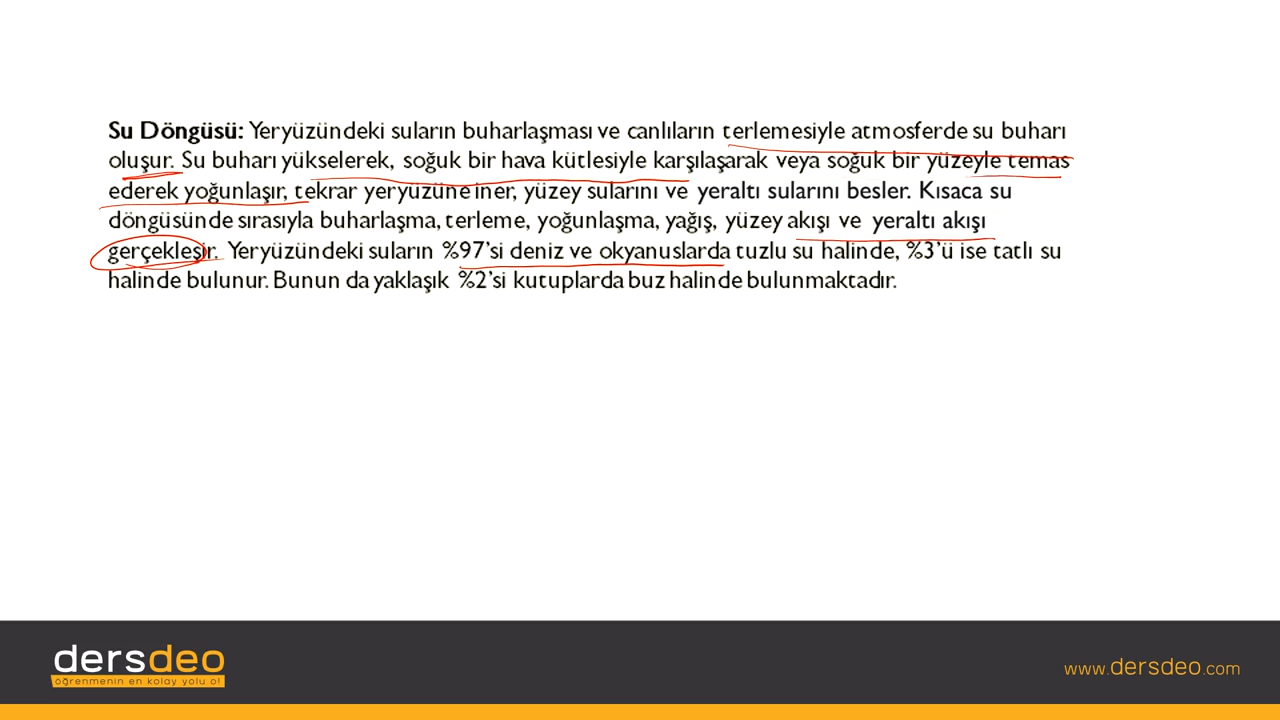 Su Döngüsü: Yeryüzündeki suların buharlaşması ve canlıların terlemesiyle atmosferde su buharı
oluşur. Su buharı yükselerek, soğuk bir hava kütlesiyle karşılaşarak veya soğuk bir yüzeyle temas
ederek yoğunlaşır, tekrar yeryüzüne iner, yüzey sularını ve yeraltı sularını besler. Kısaca su
döngüsünde sırasıyla buharlaşma, terleme, yoğunlaşma, yağış, yüzey akışı ve yeraltı akışı
gerçekleşir. Yeryüzündeki suların %97’si deniz ve okyanuslarda tuzlu su halinde, %3’ü ise tatlı su
halinde bulunur. Bunun da yaklaşık %2’si kutuplarda buz halinde bulunmaktadır.
dersdeo
öğrenmenin en kolay yolu o!
www.dersdeo.com